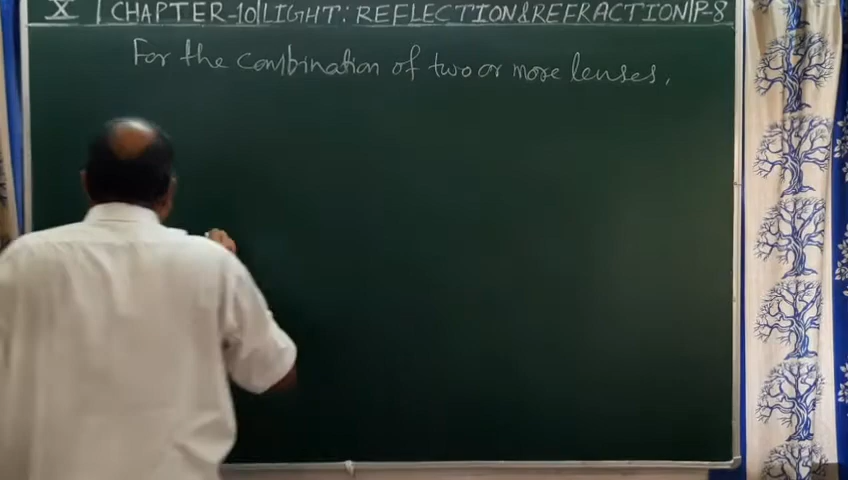 X | CHAPTER-10|LIGHT: REFLECTION&REFRACTION|P-8
For the combination of two or more lenses,